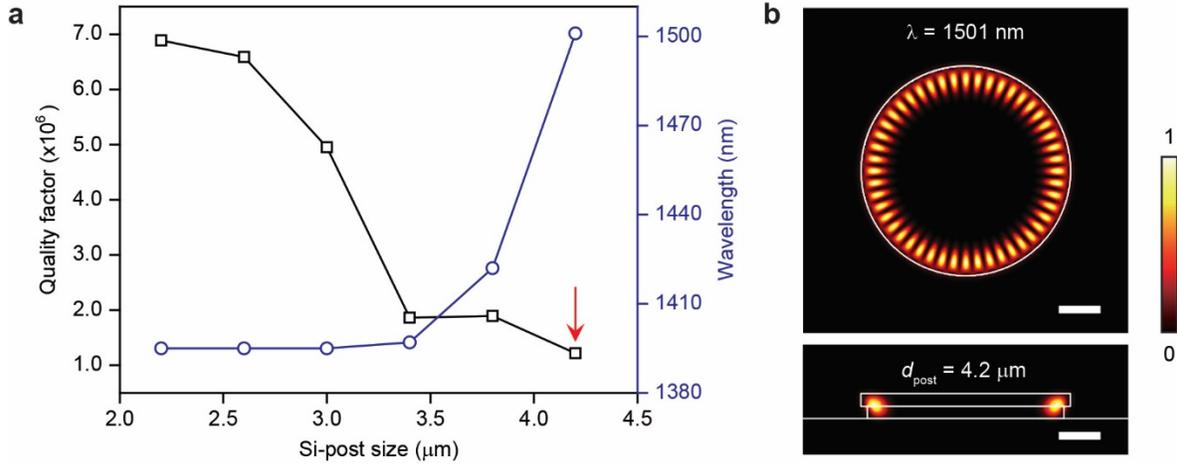 a
Quality factor (x10⁶)
7.0
6.0
5.0
4.0
3.0
2.0
1.0
2.0 2.5 3.0 3.5 4.0 4.5
Si-post size (μm)
1500
1470
1440
1410
1380
Wavelength (nm)
b
λ = 1501 nm
d_post = 4.2 μm
1
0